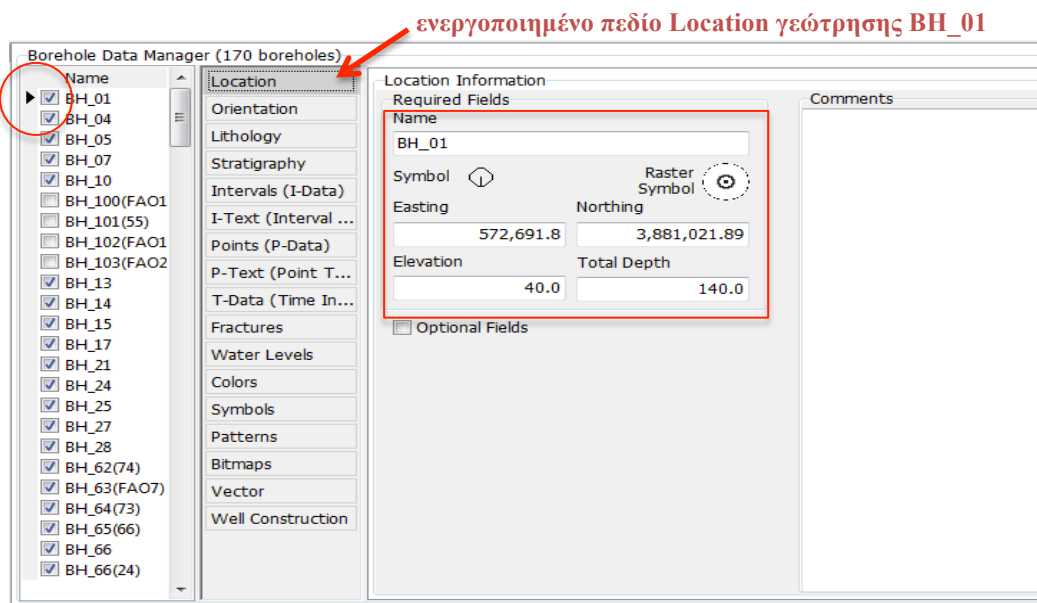 ενεργοποιημένο πεδίο Location γεώτρησης BH_01
Borehole Data Manager (170 boreholes)
Name
BH_01
BH_04
BH_05
BH_07
BH_10
BH_100(FAO1
BH_101(55)
BH_102(FAO1
BH_103(FAO2
BH_13
BH_14
BH_15
BH_17
BH_21
BH_24
BH_25
BH_27
BH_28
BH_62(74)
BH_63(FAO7)
BH_64(73)
BH_65(66)
BH_66
BH_66(24)
Location
Orientation
Lithology
Stratigraphy
Intervals (I-Data)
I-Text (Interval ...
Points (P-Data)
P-Text (Point T...
T-Data (Time In...
Fractures
Water Levels
Colors
Symbols
Patterns
Bitmaps
Vector
Well Construction
Location Information
Required Fields
Name
BH_01
Symbol
Raster
Symbol
Easting Northing
572,691.8 3,881,021.89
Elevation Total Depth
40.0 140.0
Optional Fields
Comments